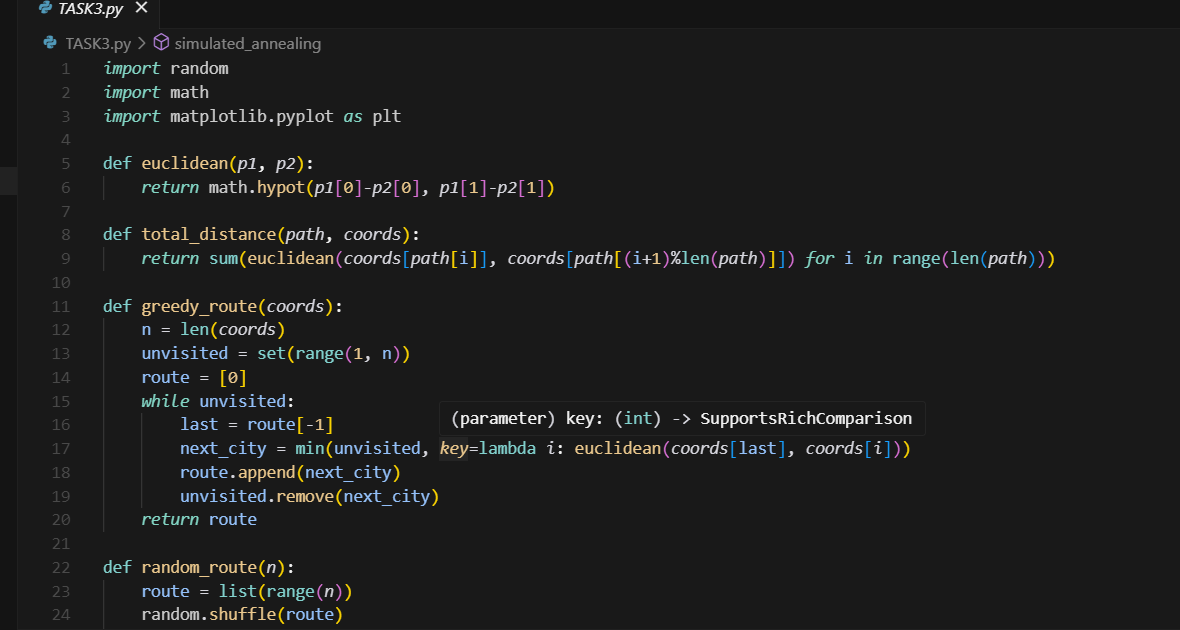 TASK3.py
TASK3.py > simulated_annealing
1 import random
2 import math
3 import matplotlib.pyplot as plt
4
5 def euclidean(p1, p2):
6     return math.hypot(p1[0]-p2[0], p1[1]-p2[1])
7
8 def total_distance(path, coords):
9     return sum(euclidean(coords[path[i]], coords[path[(i+1)%len(path)]]) for i in range(len(path)))
10
11 def greedy_route(coords):
12     n = len(coords)
13     unvisited = set(range(1, n))
14     route = [0]
15     while unvisited:
(parameter) key: (int) -> SupportsRichComparison
16         last = route[-1]
17         next_city = min(unvisited, key=lambda i: euclidean(coords[last], coords[i]))
18         route.append(next_city)
19         unvisited.remove(next_city)
20     return route
21
22 def random_route(n):
23     route = list(range(n))
24     random.shuffle(route)